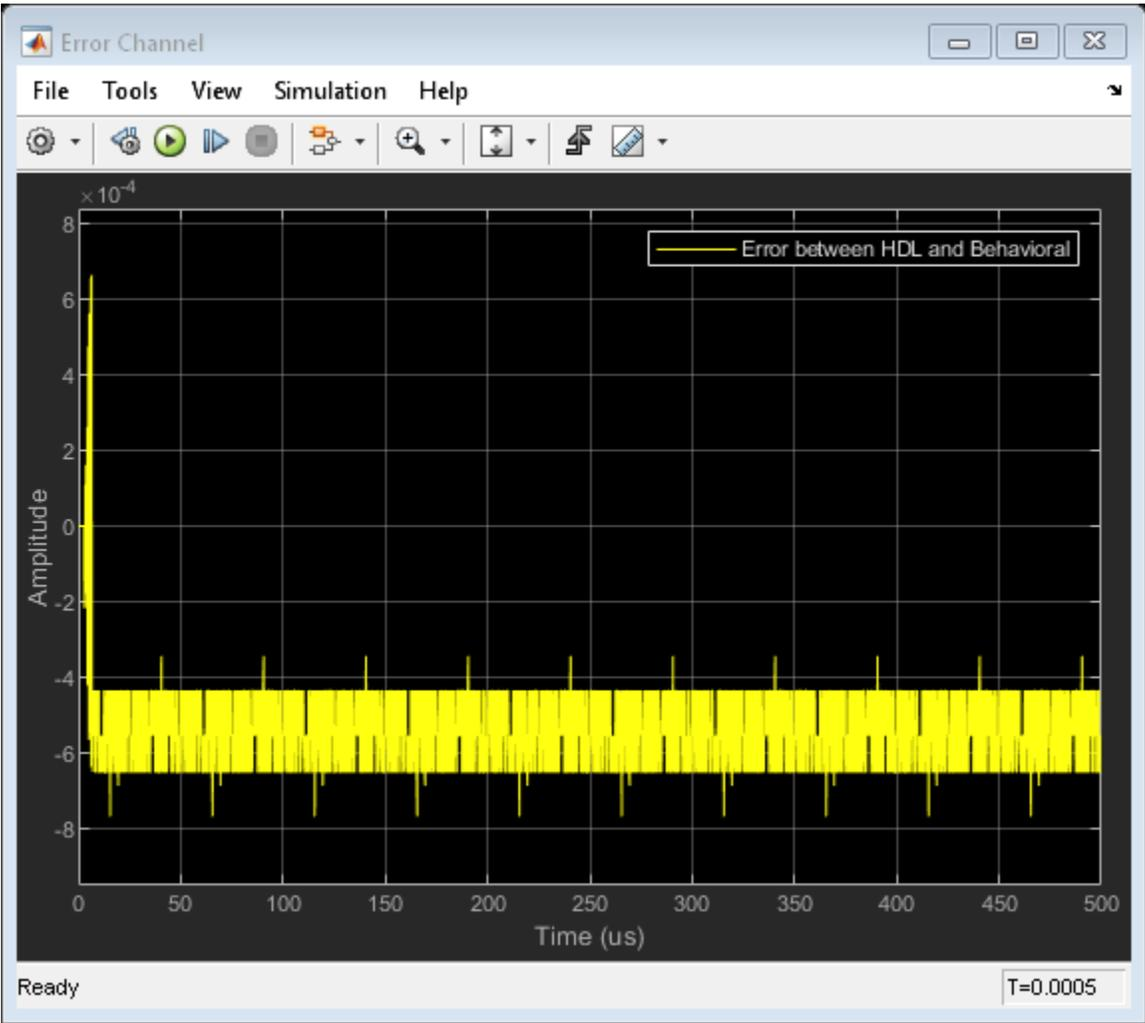 Error Channel
File Tools View Simulation Help
×10-4
Error between HDL and Behavioral
8
6
4
2
0
-2
-4
-6
-8
Amplitude
0 50 100 150 200 250 300 350 400 450 500
Time (us)
Ready T=0.0005